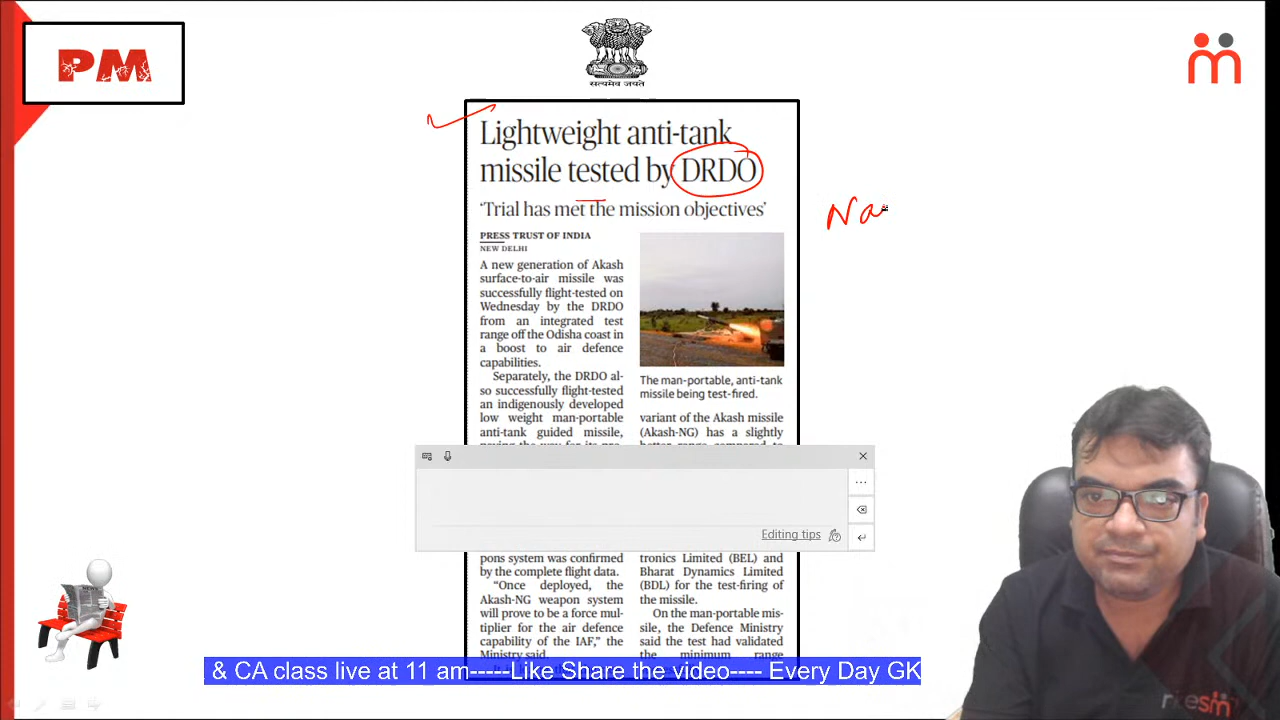 PM
सत्यमेव जयते
Lightweight anti-tank
missile tested by DRDO
‘Trial has met the mission objectives’
Na
PRESS TRUST OF INDIA
NEW DELHI
A new generation of Akash
surface-to-air missile was
successfully flight-tested on
Wednesday by the DRDO
from an integrated test
range off the Odisha coast in
a boost to air defence
capabilities.
Separately, the DRDO al-
so successfully flight-tested
an indigenously developed
low weight man-portable
anti-tank guided missile,
pons system was confirmed
by the complete flight data.
“Once deployed, the
Akash-NG weapon system
will prove to be a force mul-
tiplier for the air defence
capability of the IAF,” the
Ministry said.
The man-portable, anti-tank
missile being test-fired.
variant of the Akash missile
(Akash-NG) has a slightly
tronics Limited (BEL) and
Bharat Dynamics Limited
(BDL) for the test-firing of
the missile.
On the man-portable mis-
sile, the Defence Ministry
said the test had validated
the minimum range
Editing tips
NEWS
& CA class live at 11 am-----Like Share the video---- Every Day GK